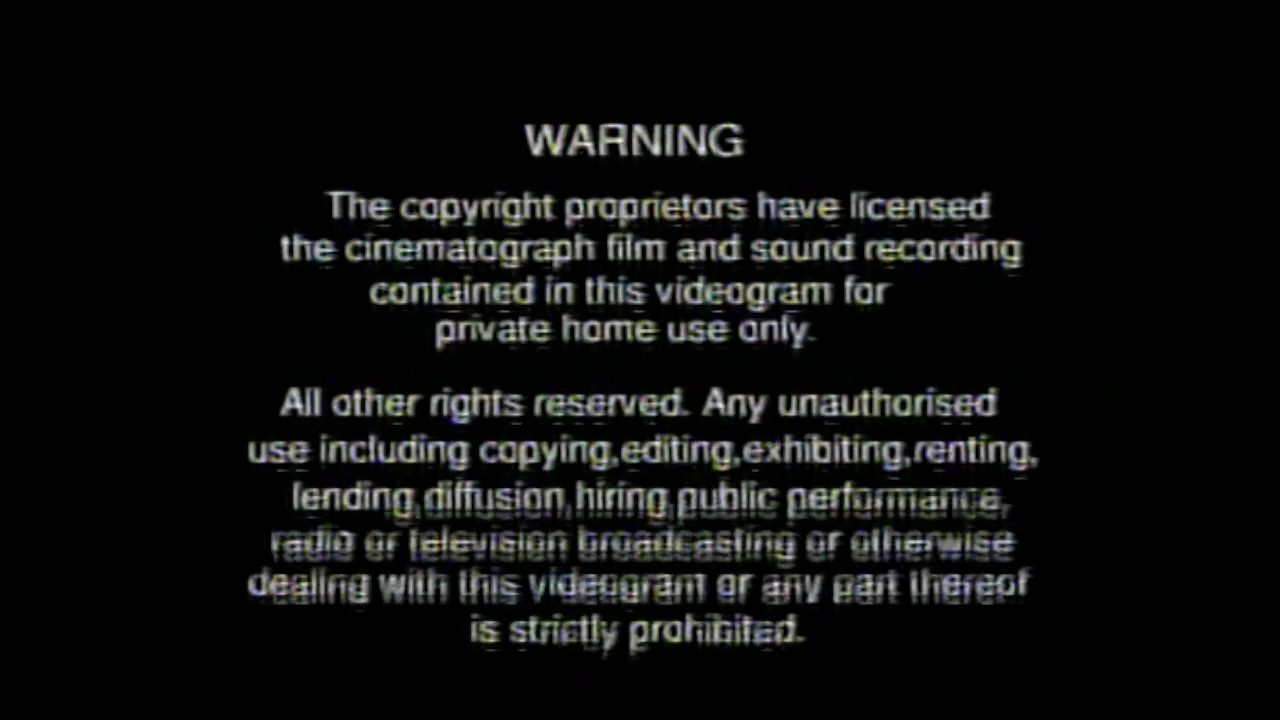 WARNING
The copyright proprietors have licensed
the cinematograph film and sound recording
contained in this videogram for
private home use only.
All other rights reserved. Any unauthorised
use including copying,editing,exhibiting,renting,
lending,diffusion,hiring,public performance,
radio or television broadcasting or otherwise
dealing with this videogram or any part thereof
is strictly prohibited.